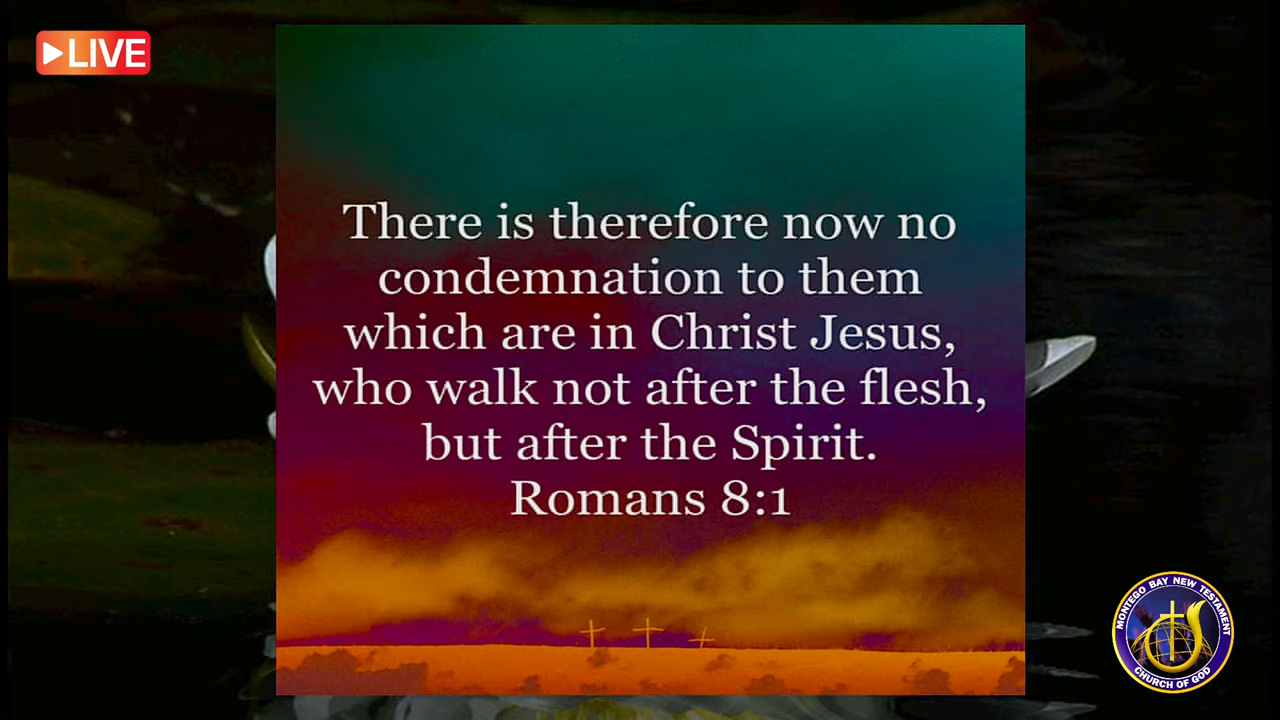 LIVE
There is therefore now no
condemnation to them
which are in Christ Jesus,
who walk not after the flesh,
but after the Spirit.
Romans 8:1
MONTEGO BAY NEW TESTAMENT
CHURCH OF GOD